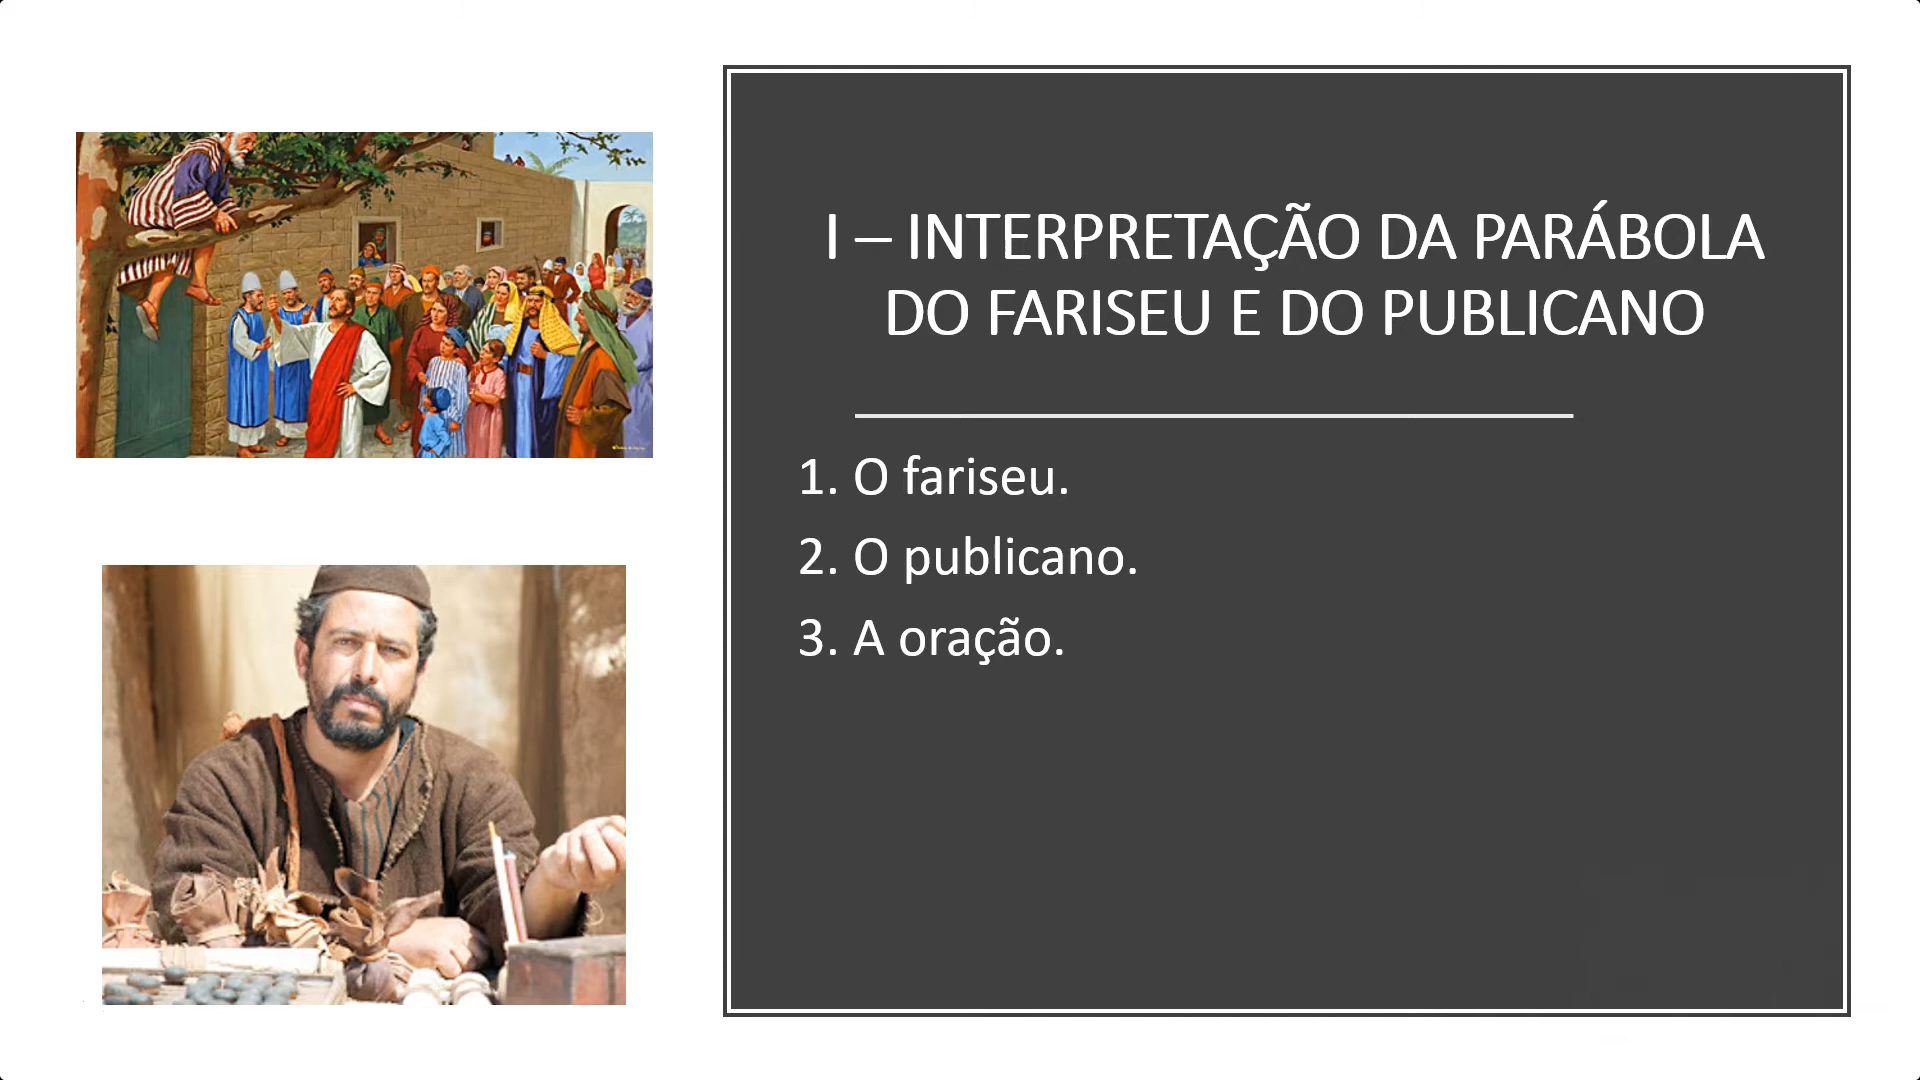 I – INTERPRETAÇÃO DA PARÁBOLA
DO FARISEU E DO PUBLICANO
1. O fariseu.
2. O publicano.
3. A oração.